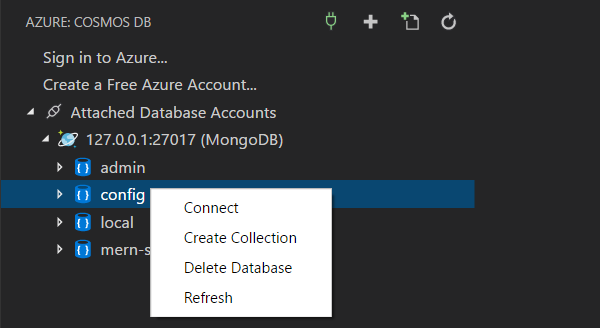 AZURE: COSMOS DB
Sign in to Azure...
Create a Free Azure Account...
Attached Database Accounts
127.0.0.1:27017 (MongoDB)
admin
config
Connect
local
Create Collection
mern-s
Delete Database
Refresh